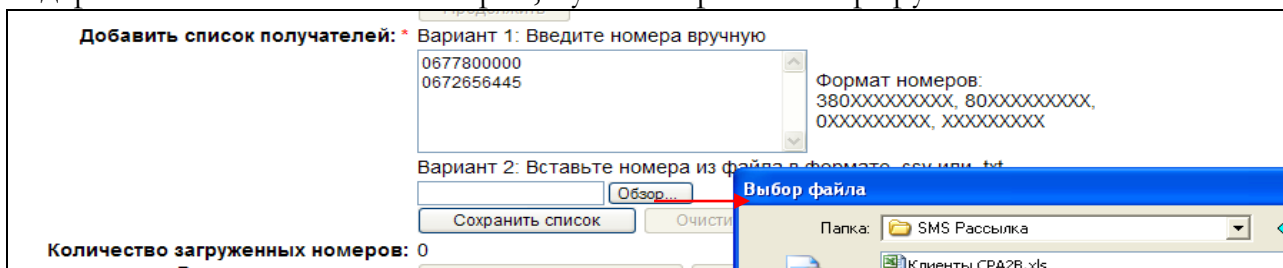 Продолжить
Добавить список получателей: * Вариант 1: Введите номера вручную
0677800000
0672656445
Формат номеров:
380XXXXXXXXX, 80XXXXXXXXX,
0XXXXXXXXX, XXXXXXXXX
Вариант 2: Вставьте номера из файла в формате .csv или .txt
Обзор...
Выбор файла
Сохранить список
Папка: SMS Рассылка
Количество загруженных номеров: 0
Клиенты CPA2B.xls